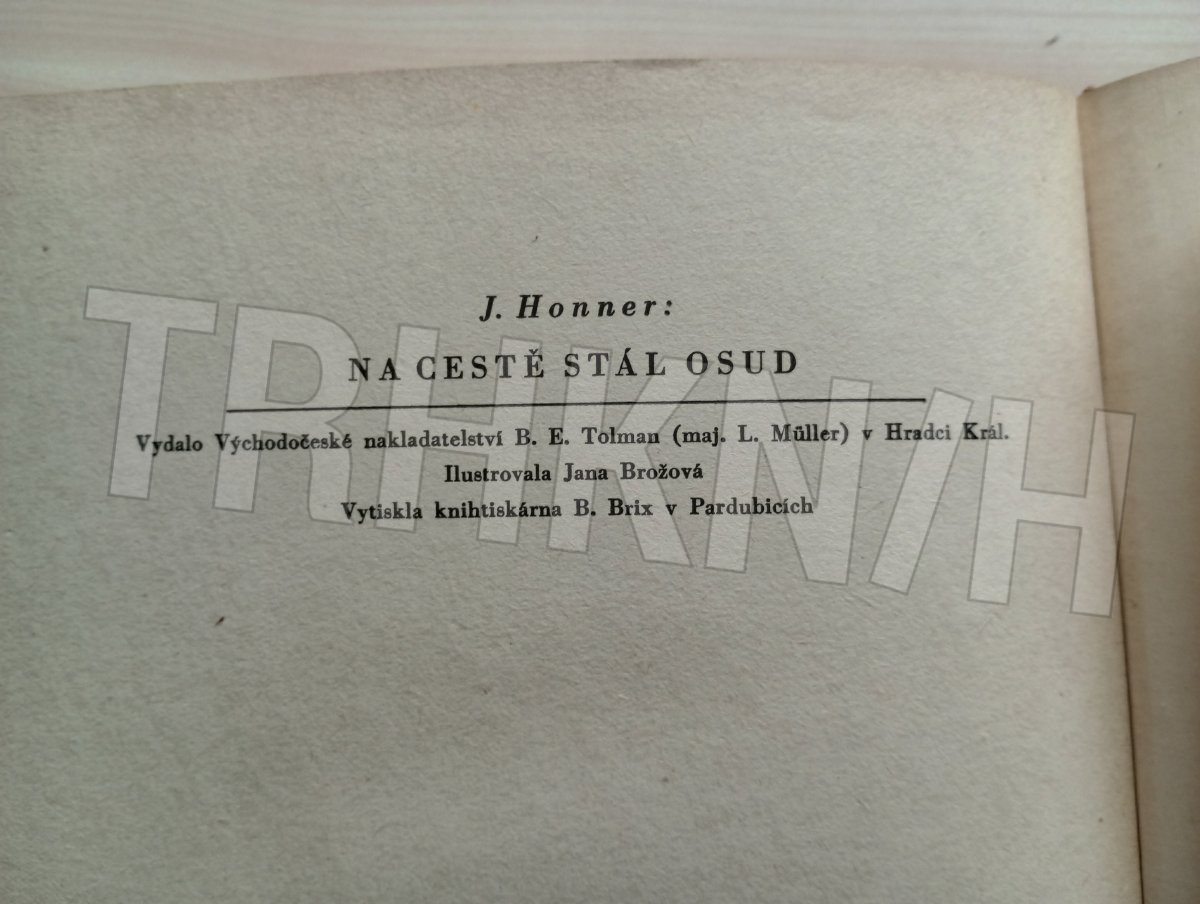 J. Honner:
NA CESTĚ STÁL OSUD
Vydalo Východočeské nakladatelství B. E. Tolman (maj. L. Müller) v Hradci Král.
Ilustrovala Jana Brožová
Vytiskla knihtiskárna B. Brix v Pardubicích
TRHKNIH